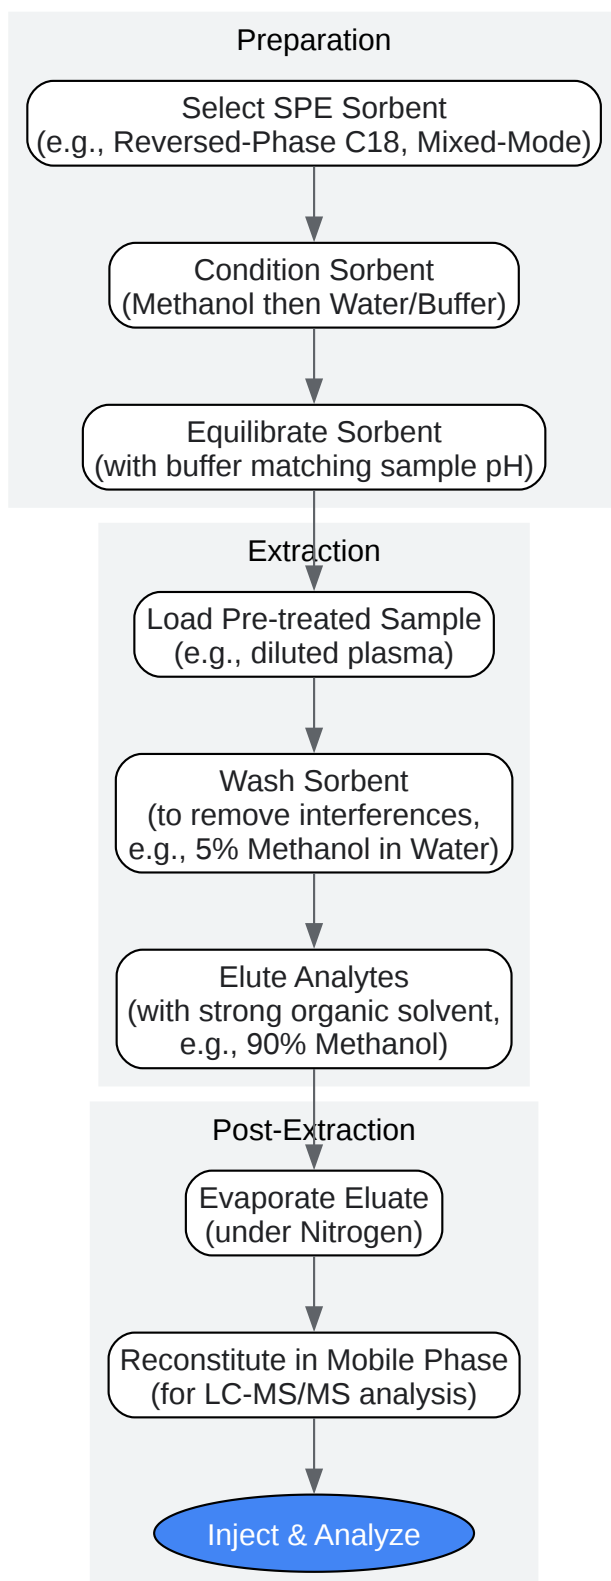 Preparation
Select SPE Sorbent
(e.g., Reversed-Phase C18, Mixed-Mode)
Condition Sorbent
(Methanol then Water/Buffer)
Equilibrate Sorbent
(with buffer matching sample pH)
Extraction
Load Pre-treated Sample
(e.g., diluted plasma)
Wash Sorbent
(to remove interferences,
e.g., 5% Methanol in Water)
Elute Analytes
(with strong organic solvent,
e.g., 90% Methanol)
Post-Extraction
Evaporate Eluate
(under Nitrogen)
Reconstitute in Mobile Phase
(for LC-MS/MS analysis)
Inject & Analyze